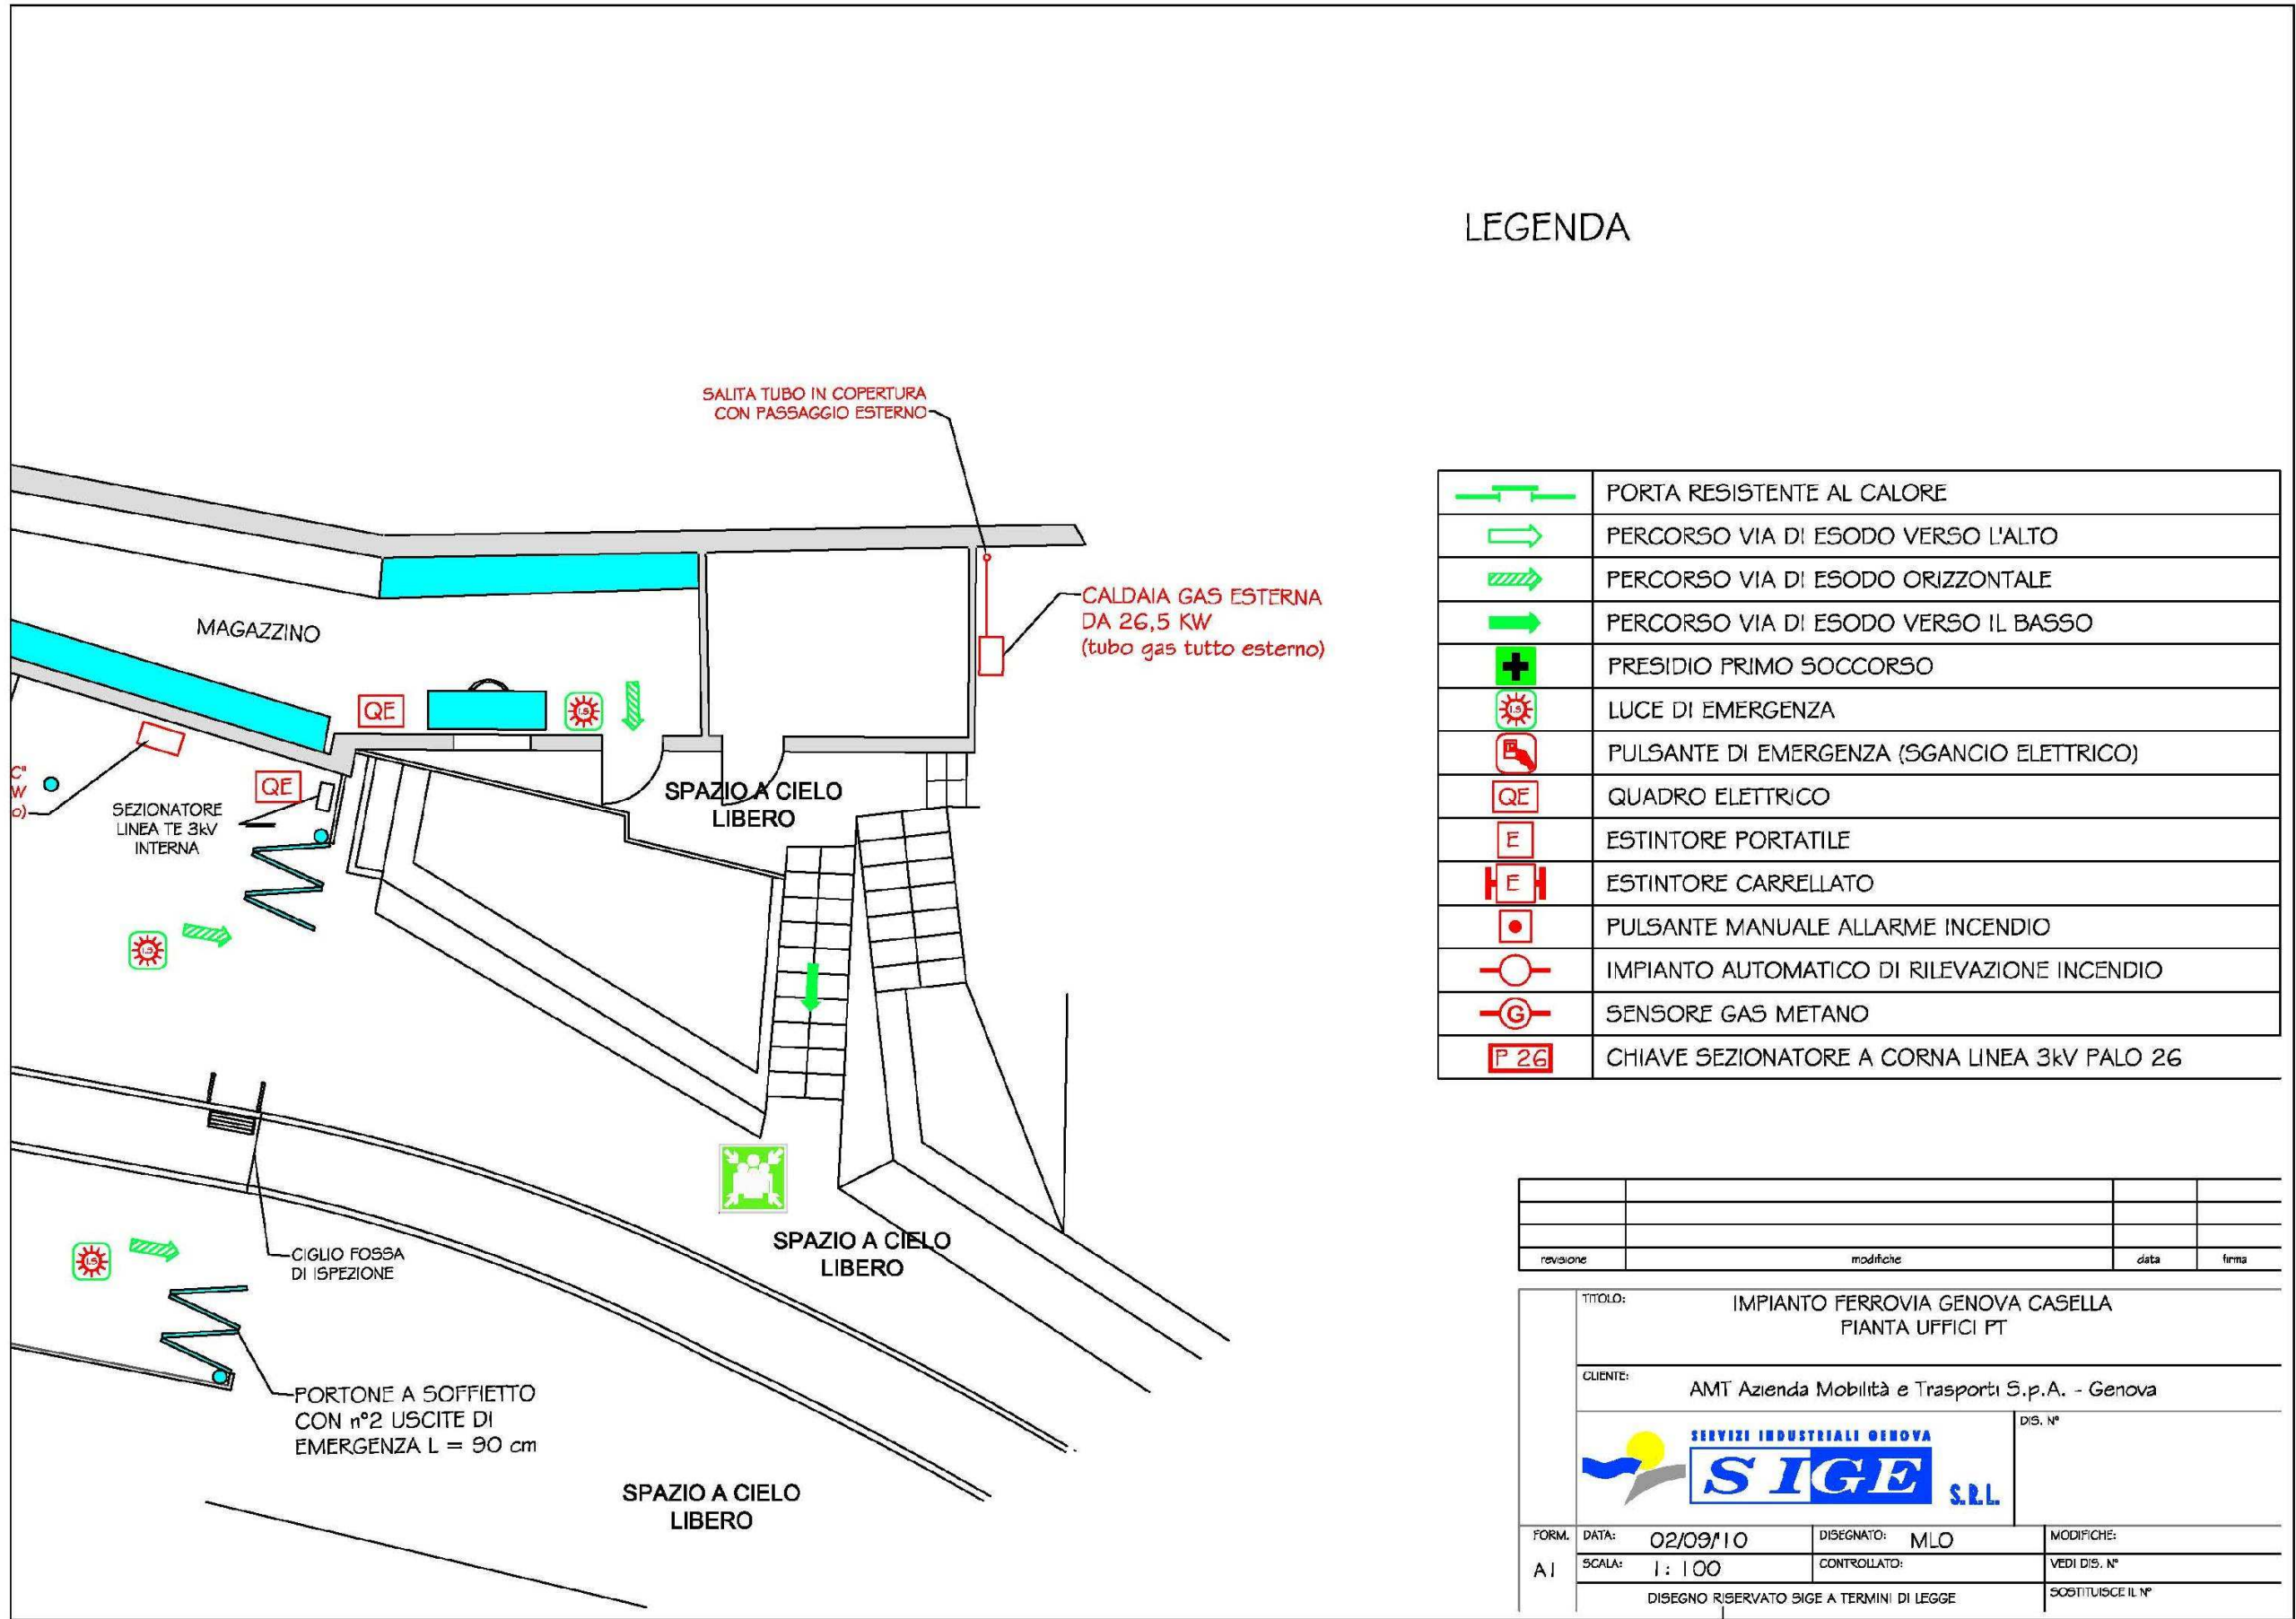 LEGENDA
SALITA TUBO IN COPERTURA
CON PASSAGGIO ESTERNO
CALDAIA GAS ESTERNA
DA 26,5 KW
(tubo gas tutto esterno)
MAGAZZINO
QE
I.S
QE
C"
W
o)
SEZIONATORE
LINEA TE 3kV
INTERNA
SPAZIO A CIELO
LIBERO
I.S
SPAZIO A CIELO
LIBERO
I.S
CIGLIO FOSSA
DI ISPEZIONE
PORTONE A SOFFIETTO
CON n°2 USCITE DI
EMERGENZA L = 90 cm
SPAZIO A CIELO
LIBERO
PORTA RESISTENTE AL CALORE
PERCORSO VIA DI ESODO VERSO L'ALTO
PERCORSO VIA DI ESODO ORIZZONTALE
PERCORSO VIA DI ESODO VERSO IL BASSO
PRESIDIO PRIMO SOCCORSO
I.S LUCE DI EMERGENZA
PULSANTE DI EMERGENZA (SGANCIO ELETTRICO)
QE QUADRO ELETTRICO
E ESTINTORE PORTATILE
E ESTINTORE CARRELLATO
PULSANTE MANUALE ALLARME INCENDIO
IMPIANTO AUTOMATICO DI RILEVAZIONE INCENDIO
G SENSORE GAS METANO
P 26 CHIAVE SEZIONATORE A CORNA LINEA 3kV PALO 26
revisione modifiche data firma
TITOLO: IMPIANTO FERROVIA GENOVA CASELLA
PIANTA UFFICI PT
CLIENTE:
AMT Azienda Mobilità e Trasporti S.p.A. - Genova
DIS. N°
SERVIZI INDUSTRIALI GENOVA
SIGE S.R.L.
FORM. DATA: 02/09/10 DISEGNATO: MLO MODIFICHE:
A1 SCALA: 1:100 CONTROLLATO: VEDI DIS. N°
DISEGNO RISERVATO SIGE A TERMINI DI LEGGE SOSTITUISCE IL N°